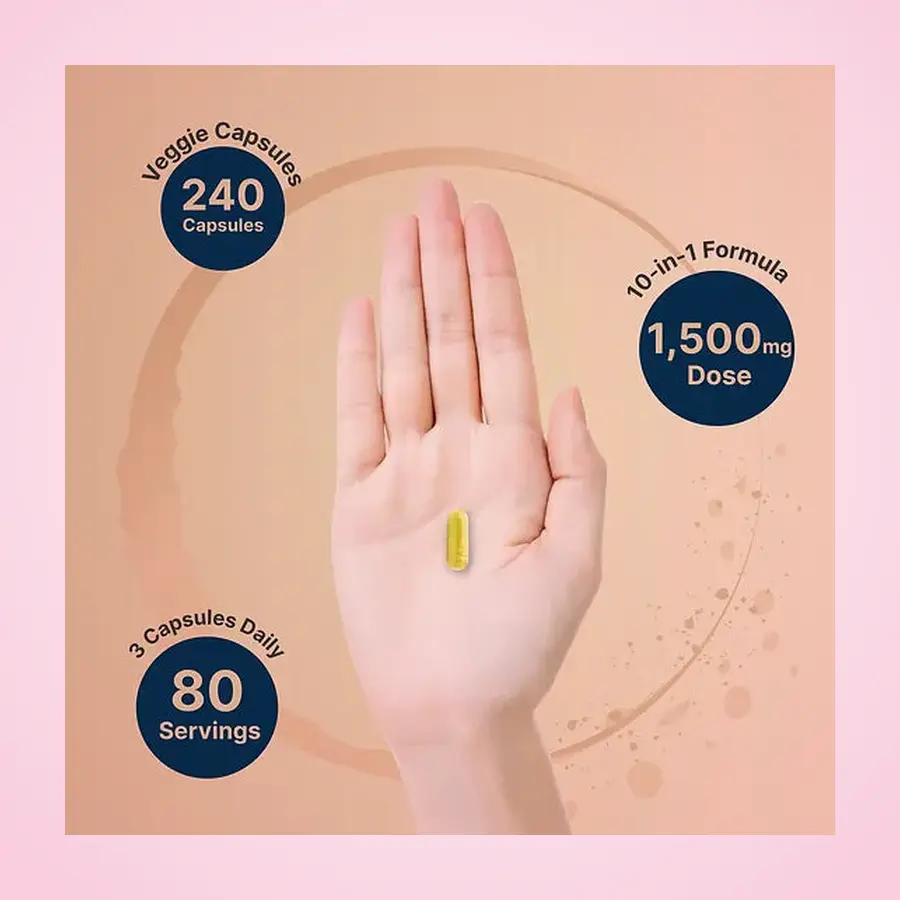 Veggie Capsules
240
Capsules
10-in-1 Formula
1,500mg
Dose
3 Capsules Daily
80
Servings